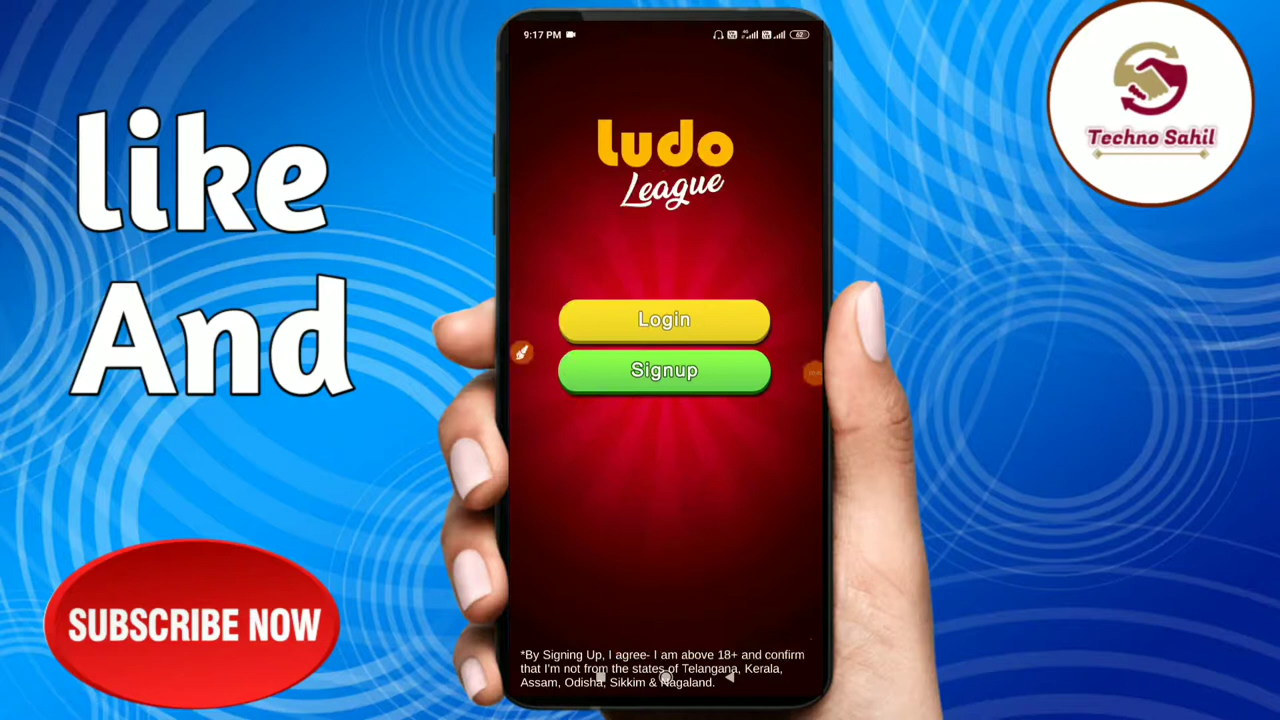 like
And
SUBSCRIBE NOW
9:17 PM
62
Ludo
League
Login
Signup
*By Signing Up, I agree- I am above 18+ and confirm
that I'm not from the states of Telangana, Kerala,
Assam, Odisha, Sikkim & Nagaland.
Techno Sahil